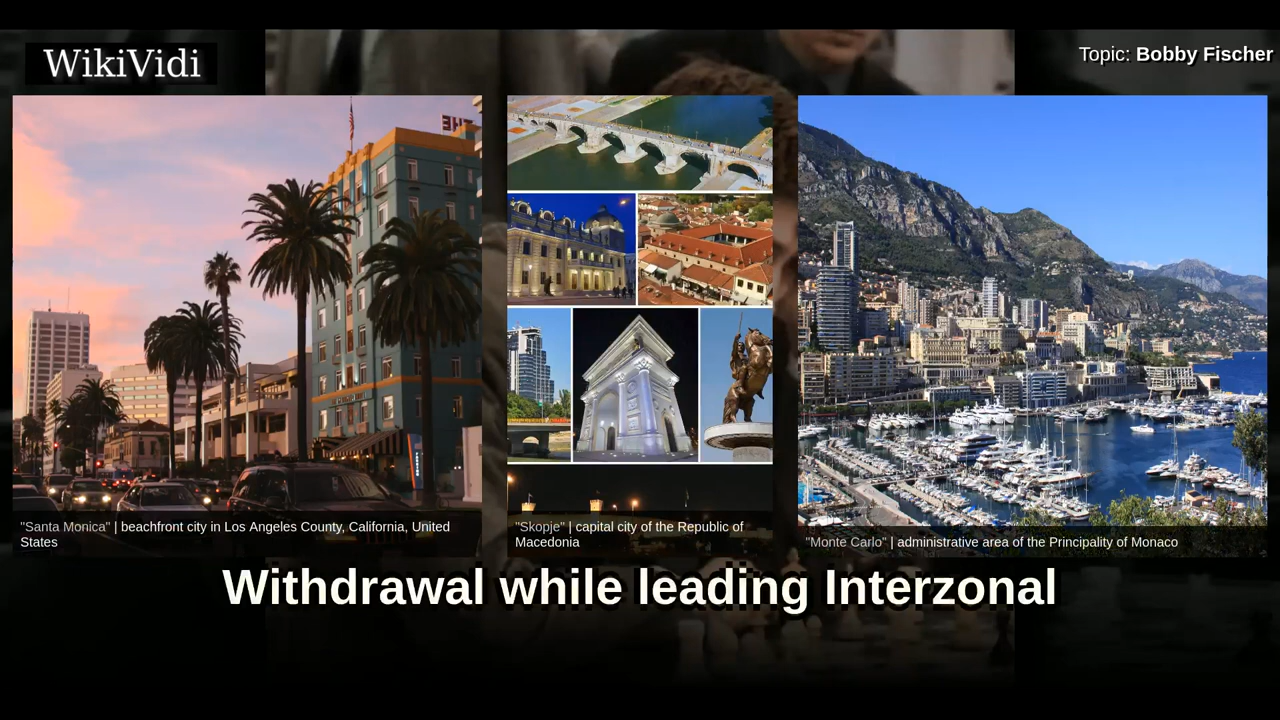 WikiVidi
Topic: Bobby Fischer
THE
"Santa Monica" | beachfront city in Los Angeles County, California, United
States
"Skopje" | capital city of the Republic of
Macedonia
"Monte Carlo" | administrative area of the Principality of Monaco
Withdrawal while leading Interzonal